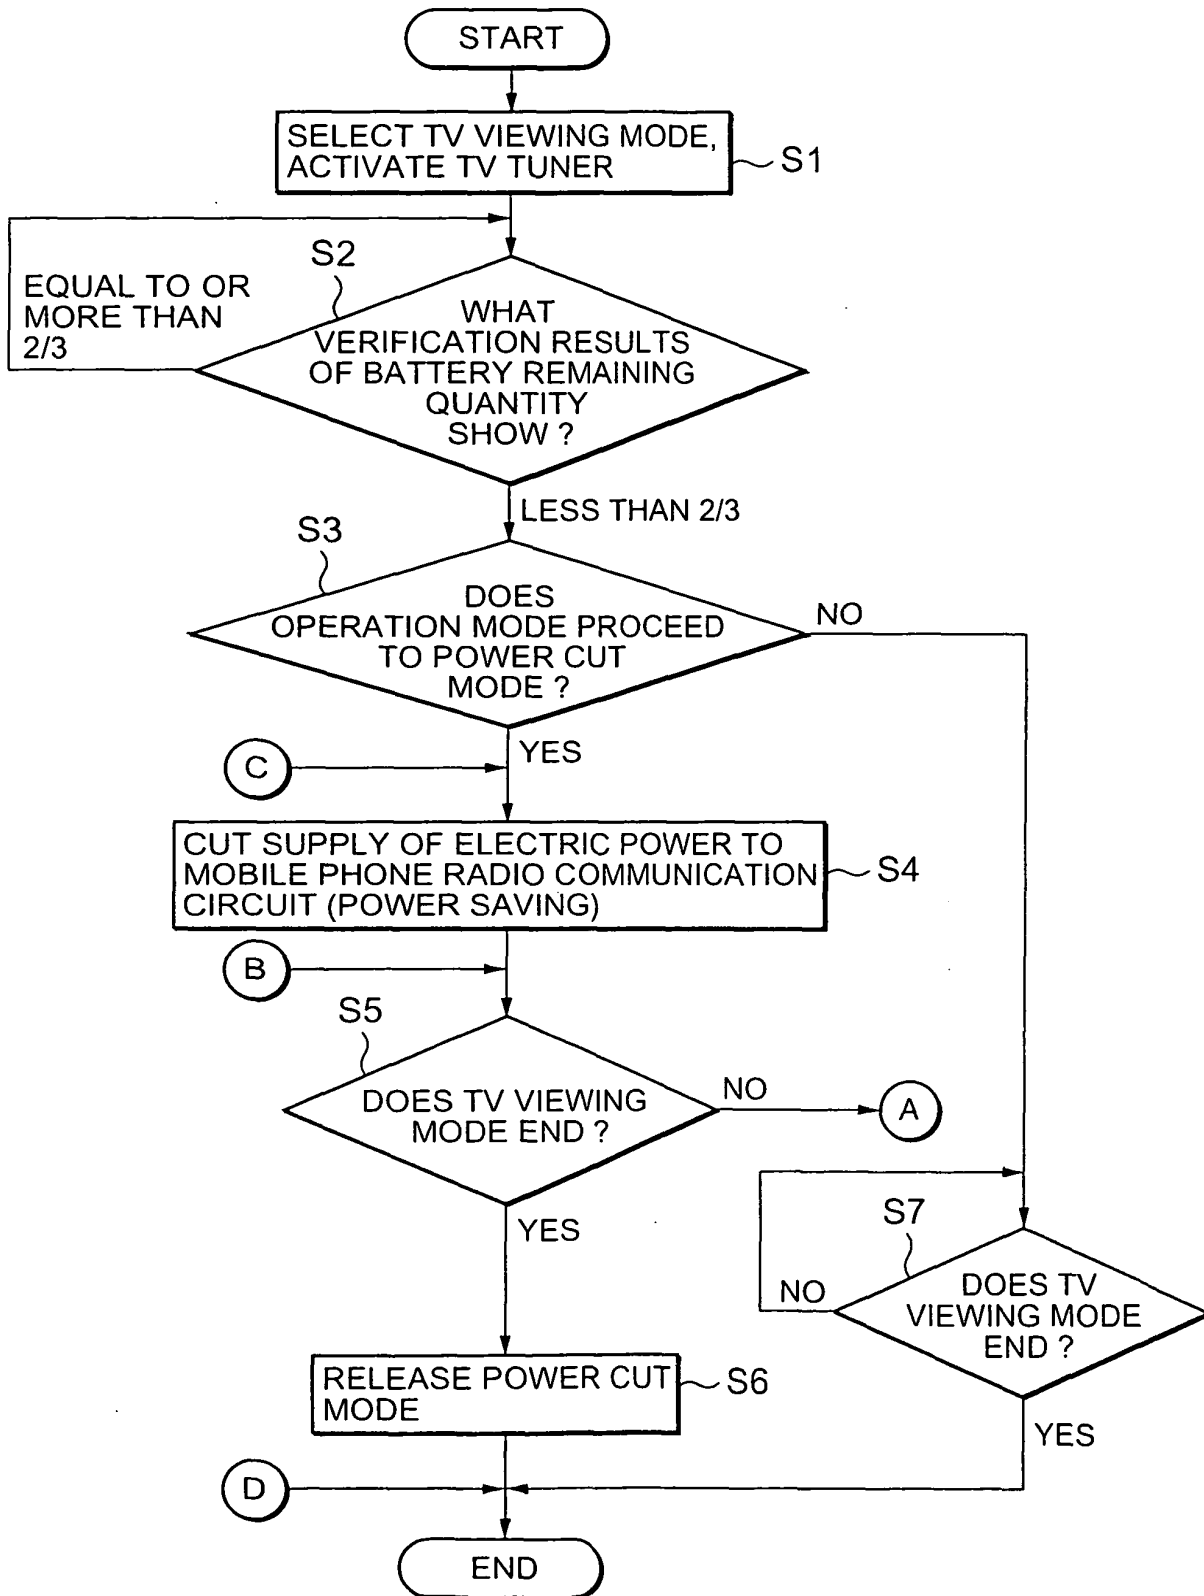 START
SELECT TV VIEWING MODE,
ACTIVATE TV TUNER
S1
S2
EQUAL TO OR
MORE THAN
2/3
WHAT
VERIFICATION RESULTS
OF BATTERY REMAINING
QUANTITY
SHOW ?
LESS THAN 2/3
S3
DOES
OPERATION MODE PROCEED
TO POWER CUT
MODE ?
NO
YES
C
CUT SUPPLY OF ELECTRIC POWER TO
MOBILE PHONE RADIO COMMUNICATION
CIRCUIT (POWER SAVING)
S4
B
S5
DOES TV VIEWING
MODE END ?
NO
A
YES
S7
DOES TV
VIEWING MODE
END ?
NO
YES
RELEASE POWER CUT
MODE
S6
D
END